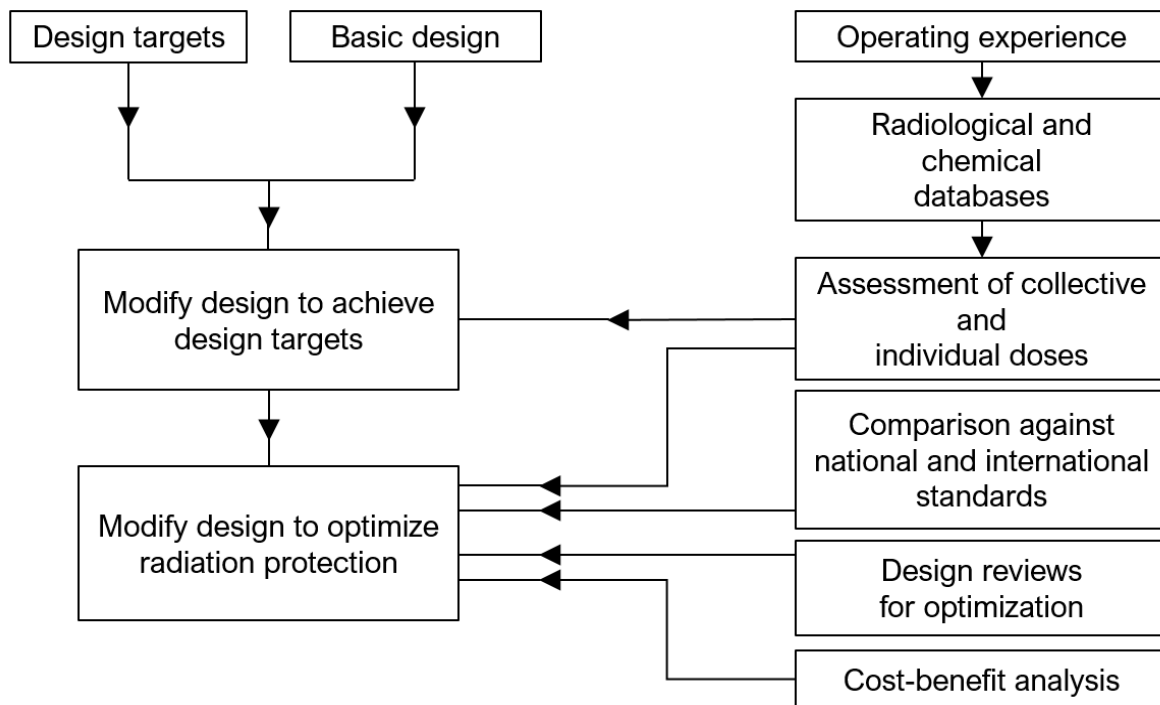 Design targets
Basic design
Operating experience
Radiological and
chemical
databases
Modify design to achieve
design targets
Assessment of collective
and
individual doses
Comparison against
national and international
standards
Modify design to optimize
radiation protection
Design reviews
for optimization
Cost-benefit analysis